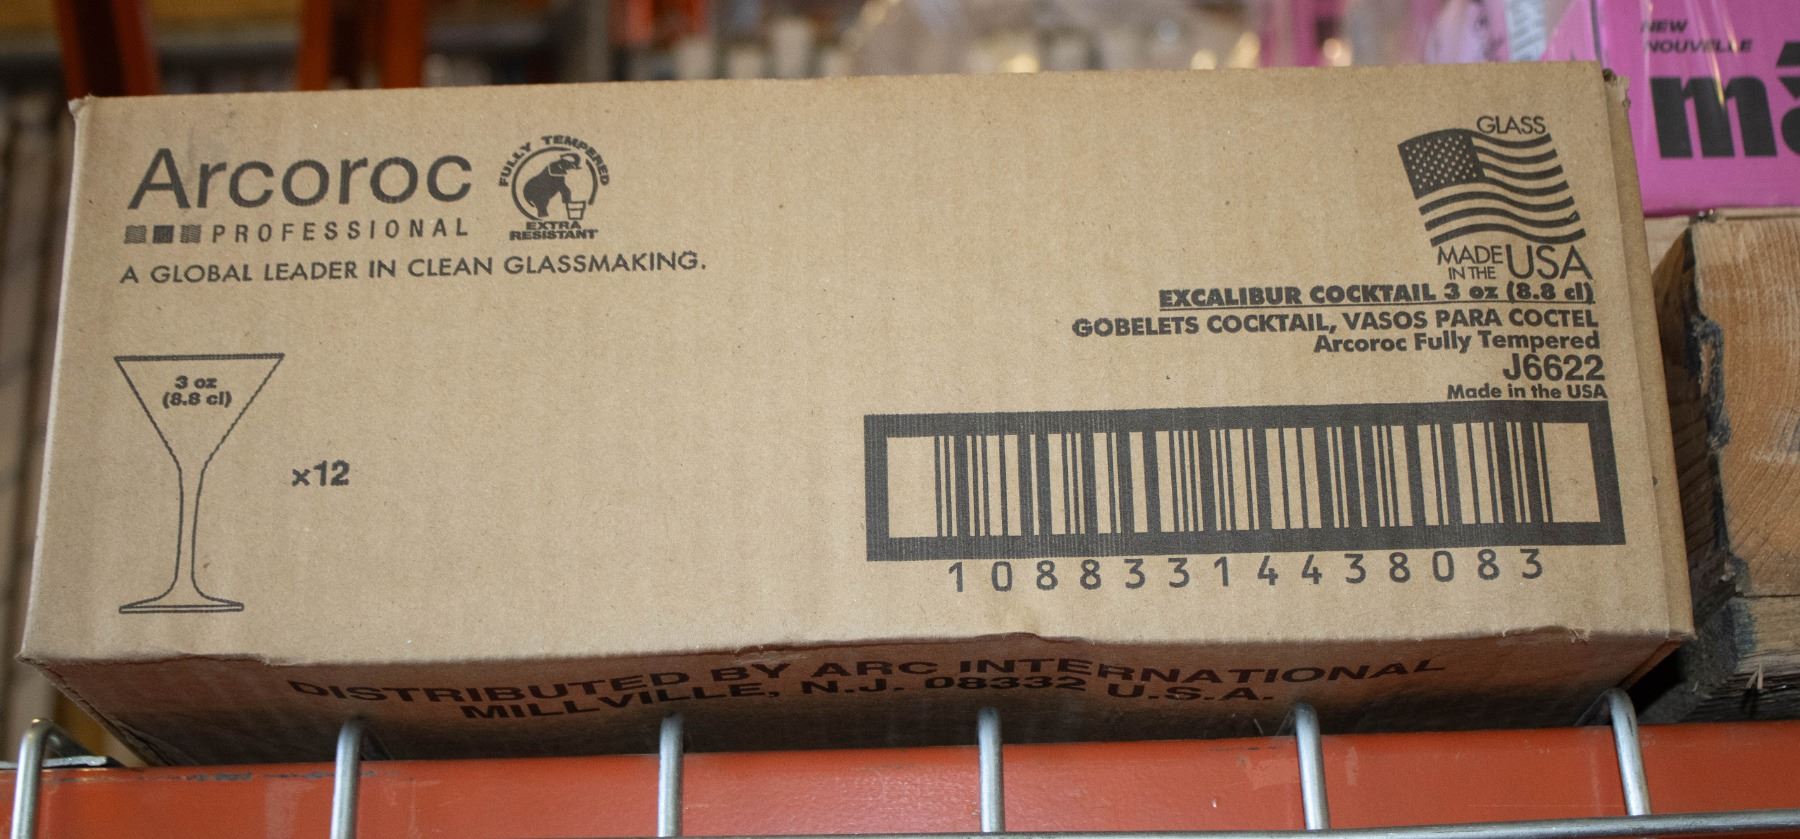 Arcoroc
PROFESSIONAL
FULLY TEMPERED
EXTRA
RESISTANT
A GLOBAL LEADER IN CLEAN GLASSMAKING.
3 oz
(8.8 cl)
x12
GLASS
MADE
IN THE
USA
EXCALIBUR COCKTAIL 3 oz (8.8 cl)
GOBELETS COCKTAIL, VASOS PARA COCTEL
Arcoroc Fully Tempered
J6622
Made in the USA
10883314438083
DISTRIBUTED BY ARC INTERNATIONAL
MILLVILLE, N.J. 08332 U.S.A.
NEW
NOUVELLE